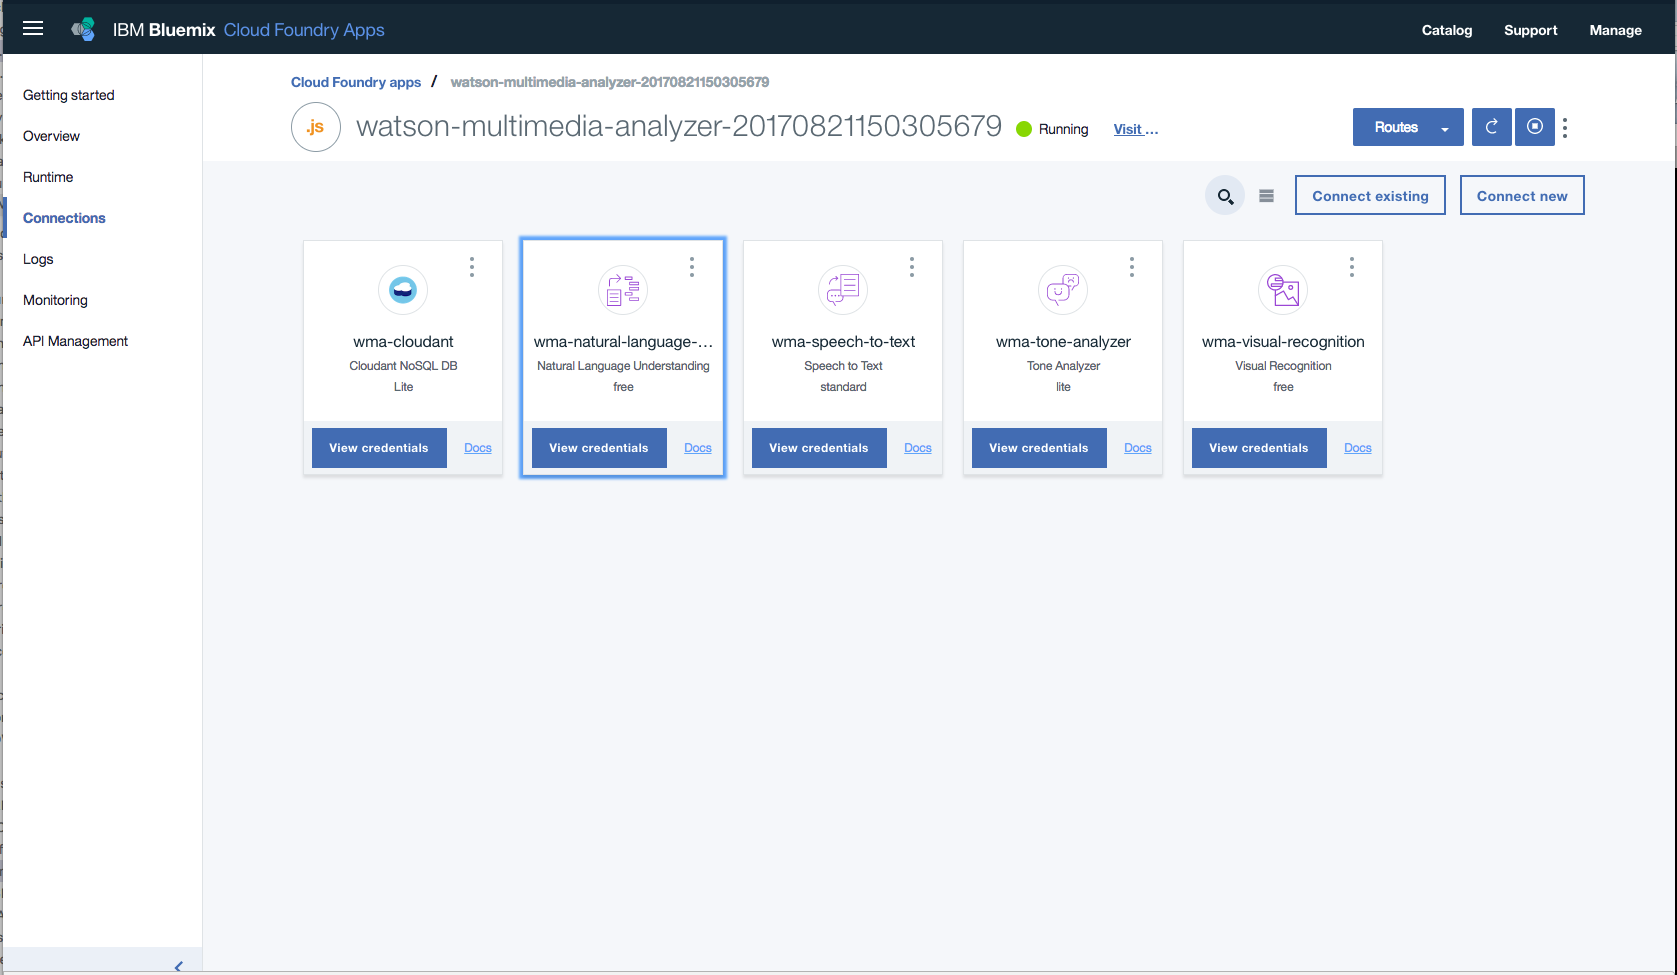 IBM Bluemix Cloud Foundry Apps
Catalog
Support
Manage
Getting started
Overview
Runtime
Connections
Logs
Monitoring
API Management
Cloud Foundry apps / watson-multimedia-analyzer-20170821150305679
.js
watson-multimedia-analyzer-20170821150305679
Running
Visit ...
Routes
Connect existing
Connect new
wma-cloudant
Cloudant NoSQL DB
Lite
View credentials
Docs
wma-natural-language-...
Natural Language Understanding
free
View credentials
Docs
wma-speech-to-text
Speech to Text
standard
View credentials
Docs
wma-tone-analyzer
Tone Analyzer
lite
View credentials
Docs
wma-visual-recognition
Visual Recognition
free
View credentials
Docs